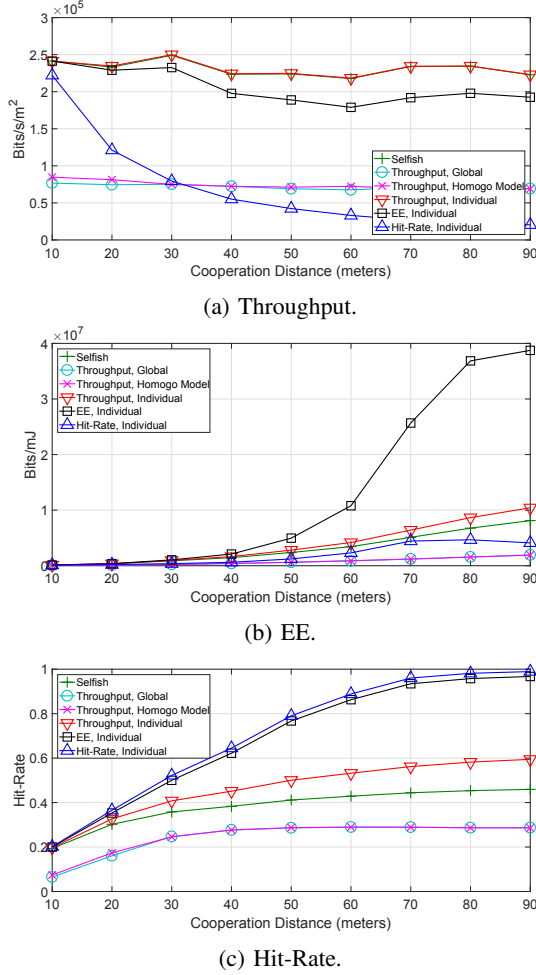 ×10^5
3
2.5
2
1.5
1
0.5
0
Bits/s/m^2
Selfish
Throughput, Global
Throughput, Homogo Model
Throughput, Individual
EE, Individual
Hit-Rate, Individual
10 20 30 40 50 60 70 80 90
Cooperation Distance (meters)
(a) Throughput.
×10^7
4
3
2
1
0
Bits/mJ
Selfish
Throughput, Global
Throughput, Homogo Model
Throughput, Individual
EE, Individual
Hit-Rate, Individual
10 20 30 40 50 60 70 80 90
Cooperation Distance (meters)
(b) EE.
1
0.8
0.6
0.4
0.2
0
Hit-Rate
Selfish
Throughput, Global
Throughput, Homogo Model
Throughput, Individual
EE, Individual
Hit-Rate, Individual
10 20 30 40 50 60 70 80 90
Cooperation Distance (meters)
(c) Hit-Rate.